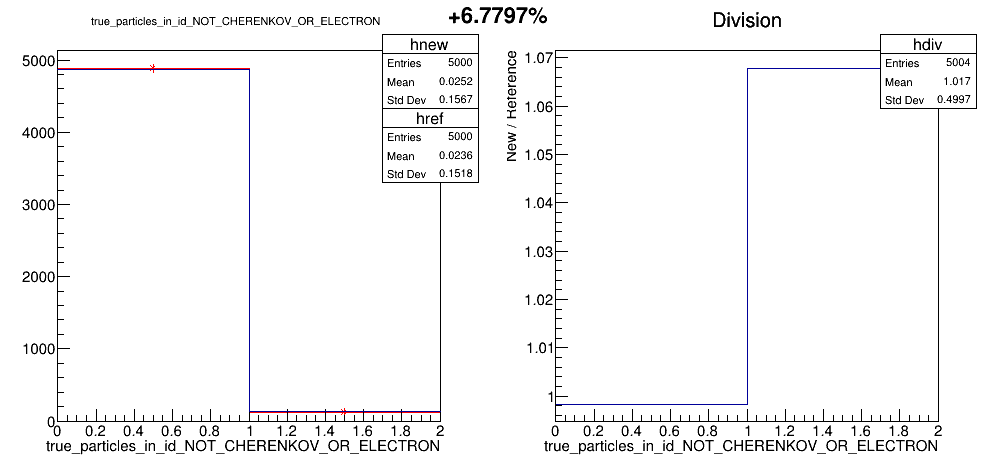 true_particles_in_id_NOT_CHERENKOV_OR_ELECTRON
+6.7797%
Division
hnew
Entries 5000
Mean 0.0252
Std Dev 0.1567
href
Entries 5000
Mean 0.0236
Std Dev 0.1518
5000
4000
3000
2000
1000
0
0 0.2 0.4 0.6 0.8 1 1.2 1.4 1.6 1.8 2
true_particles_in_id_NOT_CHERENKOV_OR_ELECTRON
hdiv
Entries 5004
Mean 1.017
Std Dev 0.4997
New / Reference
1.07
1.06
1.05
1.04
1.03
1.02
1.01
1
0 0.2 0.4 0.6 0.8 1 1.2 1.4 1.6 1.8 2
true_particles_in_id_NOT_CHERENKOV_OR_ELECTRON